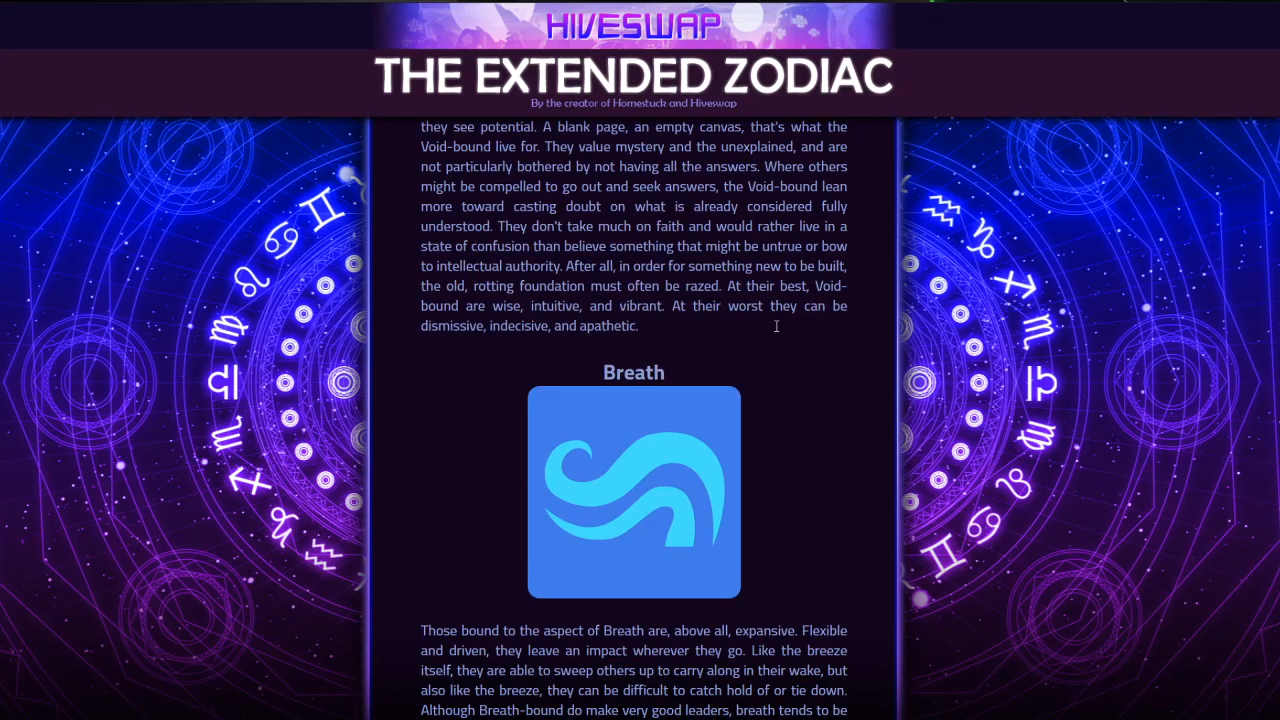 HIVESWAP
THE EXTENDED ZODIAC
By the creator of Homestuck and Hiveswap
they see potential. A blank page, an empty canvas, that's what the
Void-bound live for. They value mystery and the unexplained, and are
not particularly bothered by not having all the answers. Where others
might be compelled to go out and seek answers, the Void-bound lean
more toward casting doubt on what is already considered fully
understood. They don't take much on faith and would rather live in a
state of confusion than believe something that might be untrue or bow
to intellectual authority. After all, in order for something new to be built,
the old, rotting foundation must often be razed. At their best, Void-
bound are wise, intuitive, and vibrant. At their worst they can be
dismissive, indecisive, and apathetic.
Breath
Those bound to the aspect of Breath are, above all, expansive. Flexible
and driven, they leave an impact wherever they go. Like the breeze
itself, they are able to sweep others up to carry along in their wake, but
also like the breeze, they can be difficult to catch hold of or tie down.
Although Breath-bound do make very good leaders, breath tends to be